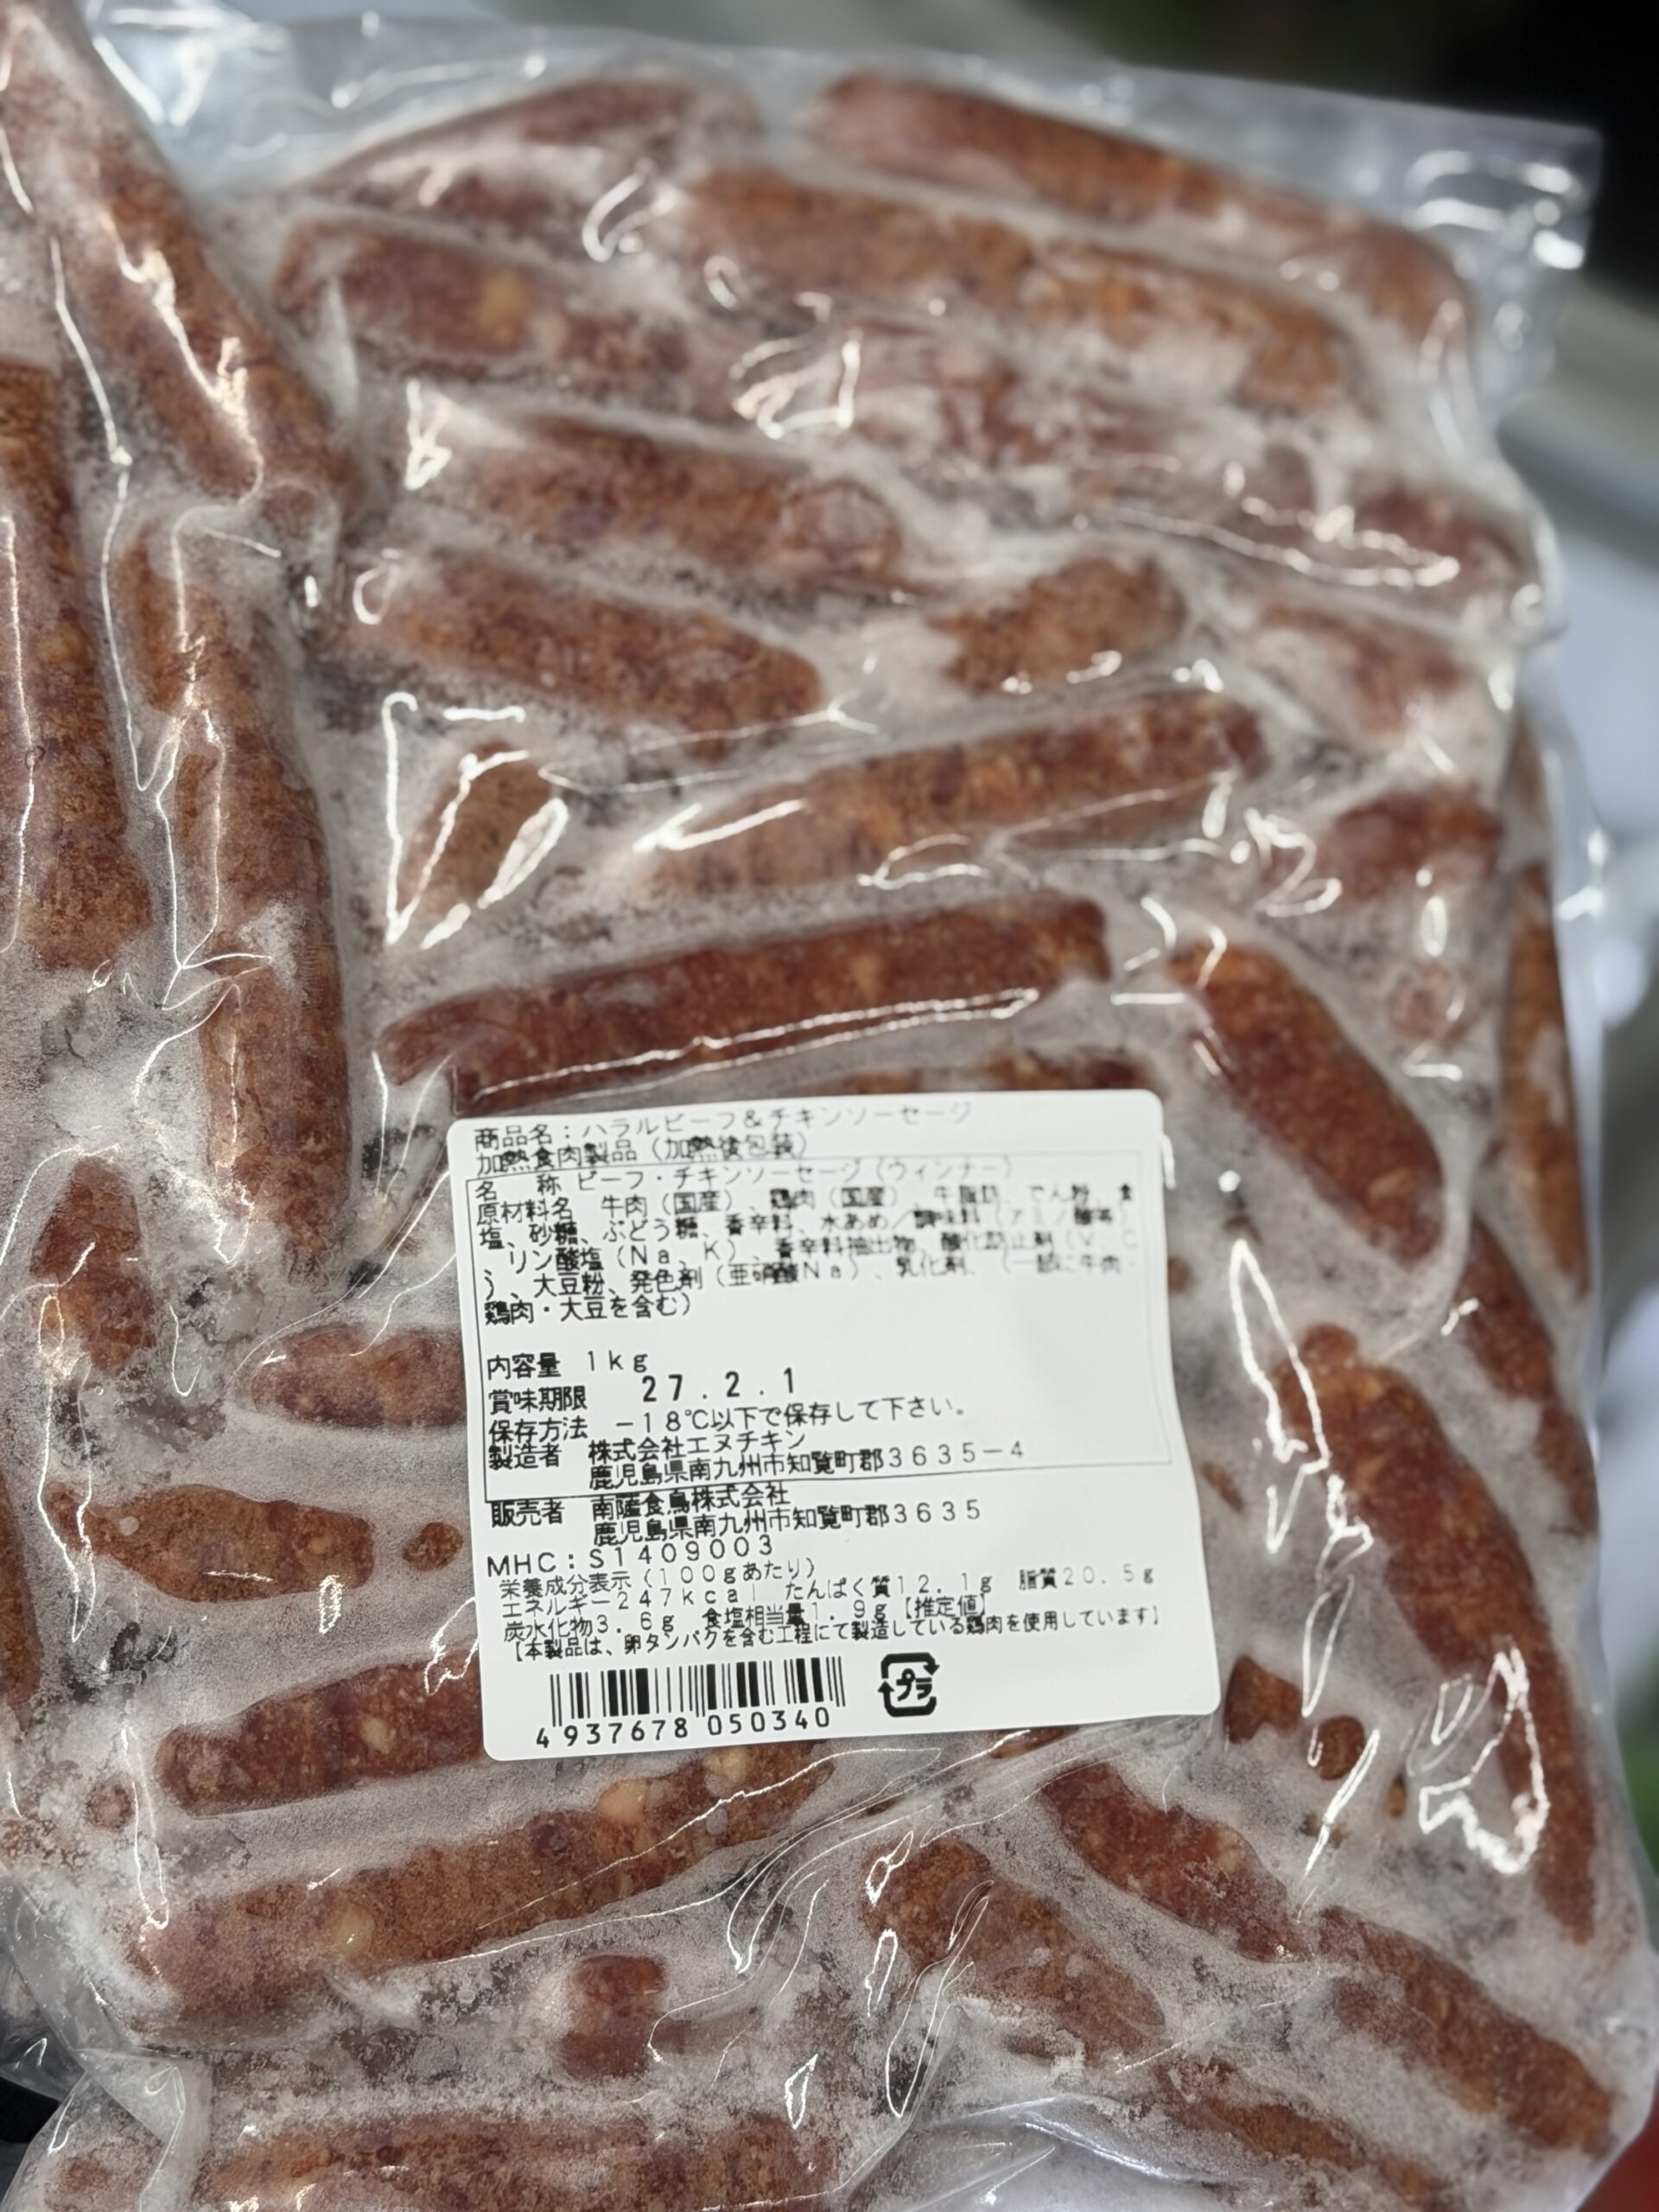 商品名：ハラルビーフ＆チキンソーセージ
加熱食肉製品（加熱後包装）
名　称 ビーフ・チキンソーセージ（ウィンナー）
原材料名　牛肉（国産）、鶏肉（国産）、牛脂肪、でん粉、食
塩、砂糖、ぶどう糖、香辛料、水あめ／調味料（アミノ酸等）
、リン酸塩（Ｎａ、Ｋ）、香辛料抽出物、酸化防止剤（Ｖ．Ｃ
）、大豆粉、発色剤（亜硝酸Ｎａ）、乳化剤、（一部に牛肉・
鶏肉・大豆を含む）
内容量　１ｋｇ
賞味期限　27.2.1
保存方法　－１８℃以下で保存して下さい。
製造者　株式会社エヌチキン
鹿児島県南九州市知覧町郡３６３５－４
販売者　南薩食鳥株式会社
鹿児島県南九州市知覧町郡３６３５
ＭＨＣ：Ｓ１４０９００３
栄養成分表示（１００ｇあたり）
エネルギー２４７ｋｃａｌ　たんぱく質１２．１ｇ　脂質２０．５ｇ
炭水化物３．６ｇ　食塩相当量１．９ｇ【推定値】
【本製品は、卵タンパクを含む工程にて製造している鶏肉を使用しています】
プラ
4937678 050340